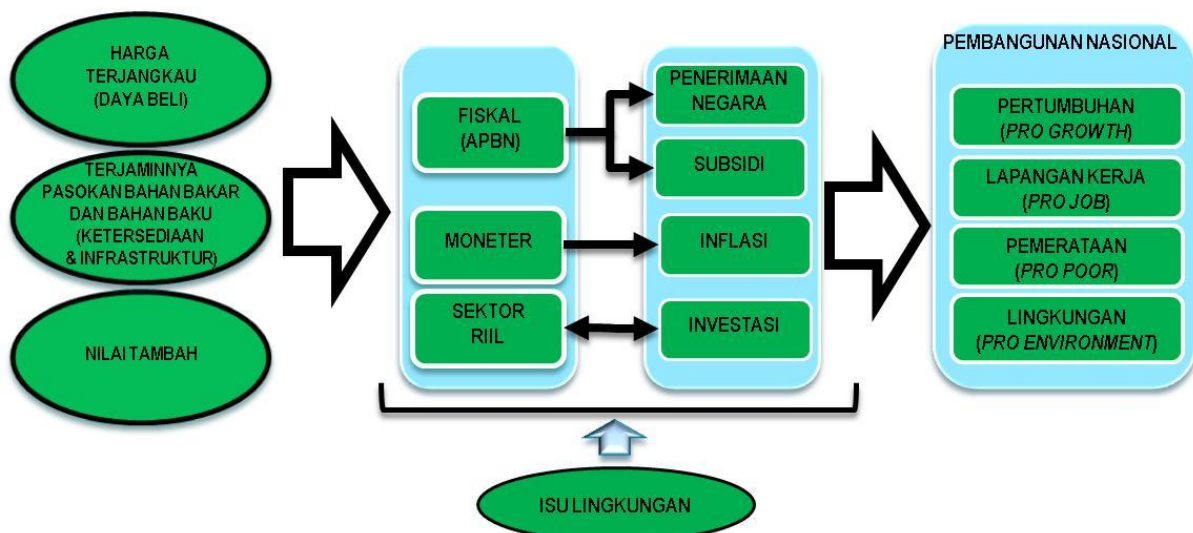 HARGA
TERJANGKAU
(DAYA BELI)
TERJAMINNYA
PASOKAN BAHAN BAKAR
DAN BAHAN BAKU
(KETERSEDIAAN
& INFRASTRUKTUR)
NILAI TAMBAH
FISKAL
(APBN)
MONETER
SEKTOR
RIIL
PENERIMAAN
NEGARA
SUBSIDI
INFLASI
INVESTASI
PEMBANGUNAN NASIONAL
PERTUMBUHAN
(PRO GROWTH)
LAPANGAN KERJA
(PRO JOB)
PEMERATAAN
(PRO POOR)
LINGKUNGAN
(PRO ENVIRONMENT)
ISU LINGKUNGAN